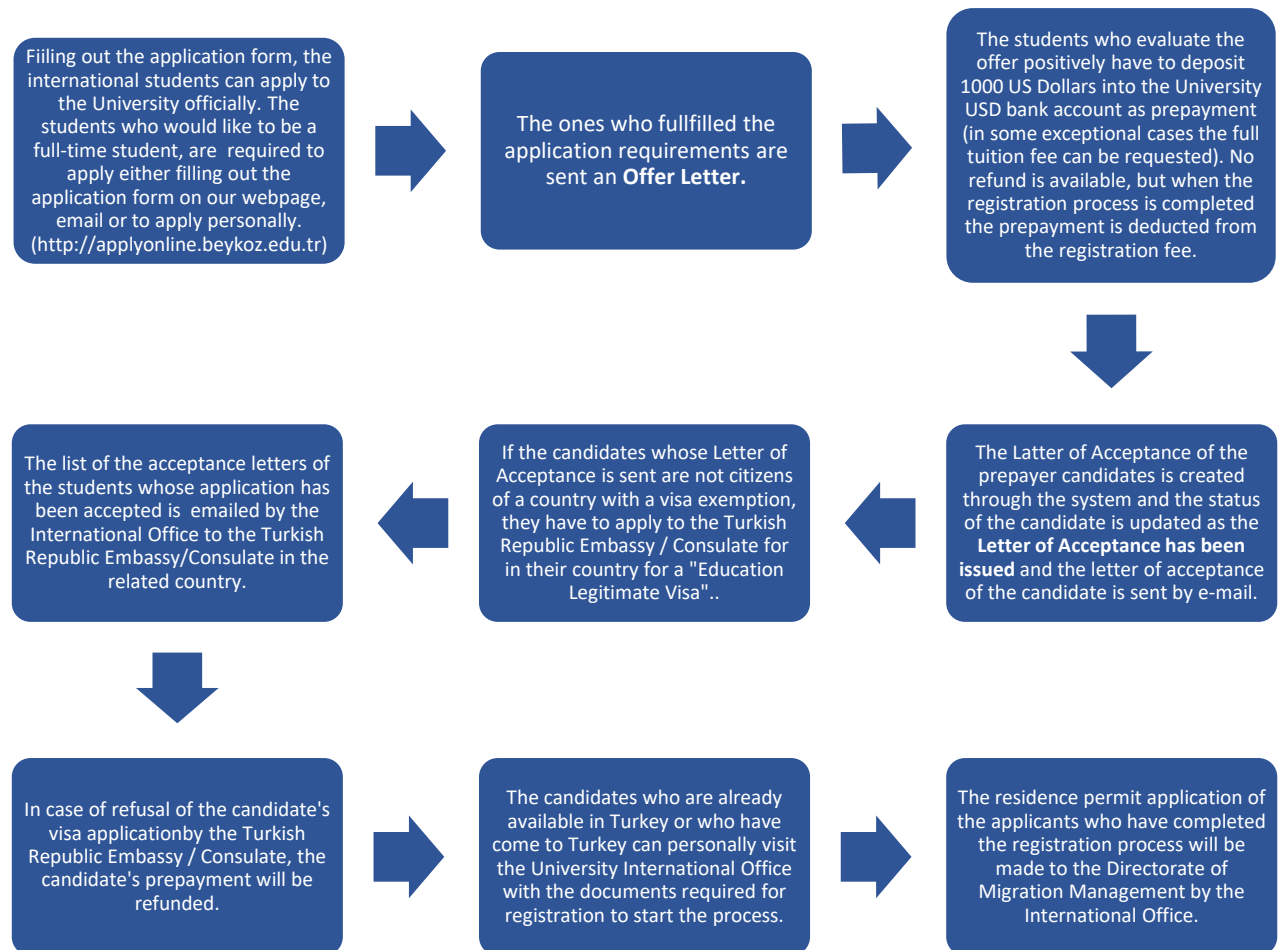 Fiiling out the application form, the
international students can apply to
the University officially. The
students who would like to be a
full-time student, are required to
apply either filling out the
application form on our webpage,
email or to apply personally.
(http://applyonline.beykoz.edu.tr)
The ones who fullfilled the
application requirements are
sent an Offer Letter.
The students who evaluate the
offer positively have to deposit
1000 US Dollars into the University
USD bank account as prepayment
(in some exceptional cases the full
tuition fee can be requested). No
refund is available, but when the
registration process is completed
the prepayment is deducted from
the registration fee.
The Latter of Acceptance of the
prepayer candidates is created
through the system and the status
of the candidate is updated as the
Letter of Acceptance has been
issued and the letter of acceptance
of the candidate is sent by e-mail.
If the candidates whose Letter of
Acceptance is sent are not citizens
of a country with a visa exemption,
they have to apply to the Turkish
Republic Embassy / Consulate for
in their country for a "Education
Legitimate Visa"..
The list of the acceptance letters of
the students whose application has
been accepted is emailed by the
International Office to the Turkish
Republic Embassy/Consulate in the
related country.
In case of refusal of the candidate's
visa applicationby the Turkish
Republic Embassy / Consulate, the
candidate's prepayment will be
refunded.
The candidates who are already
available in Turkey or who have
come to Turkey can personally visit
the University International Office
with the documents required for
registration to start the process.
The residence permit application of
the applicants who have completed
the registration process will be
made to the Directorate of
Migration Management by the
International Office.